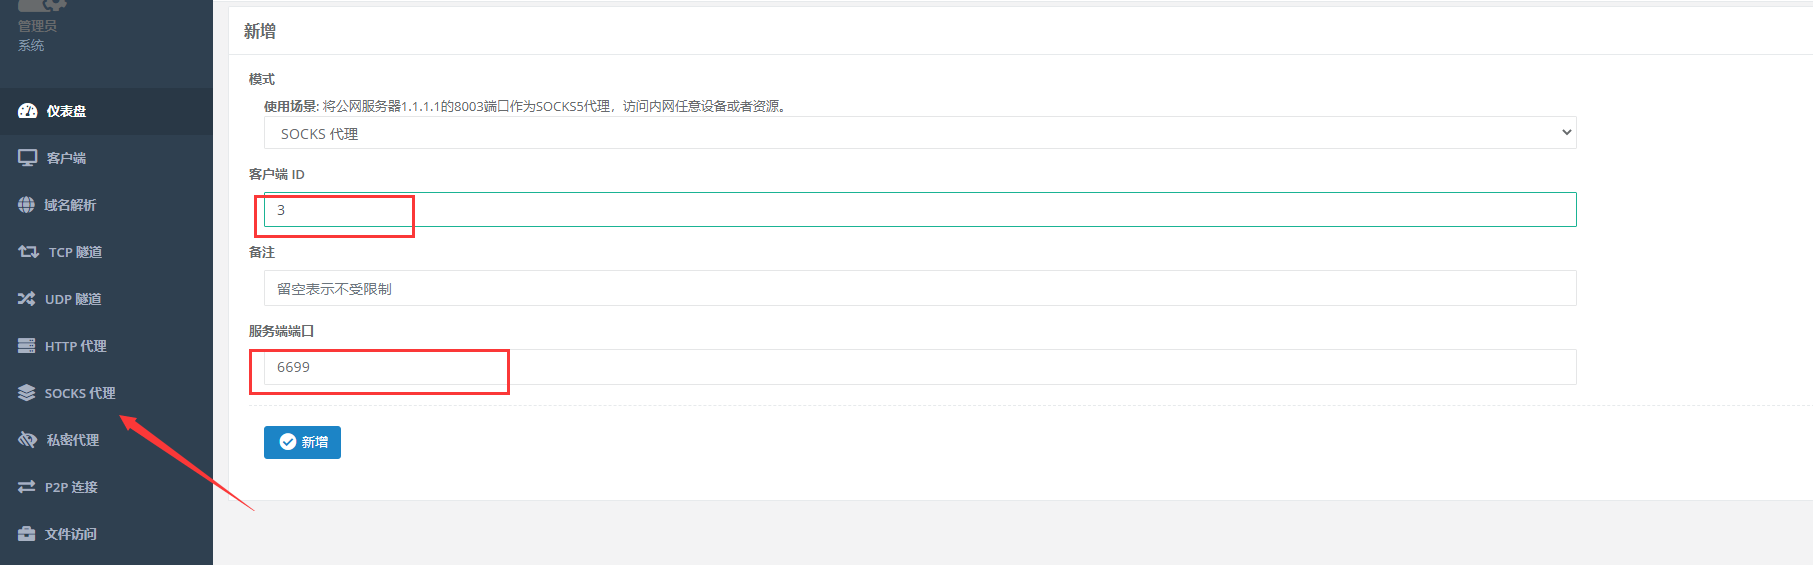 管理员
系统
仪表盘
客户端
域名解析
TCP 隧道
UDP 隧道
HTTP 代理
SOCKS 代理
私密代理
P2P 连接
文件访问
新增
模式
使用场景: 将公网服务器1.1.1.1的8003端口作为SOCKS5代理，访问内网任意设备或者资源。
SOCKS 代理
客户端 ID
3
备注
留空表示不受限制
服务端端口
6699
新增